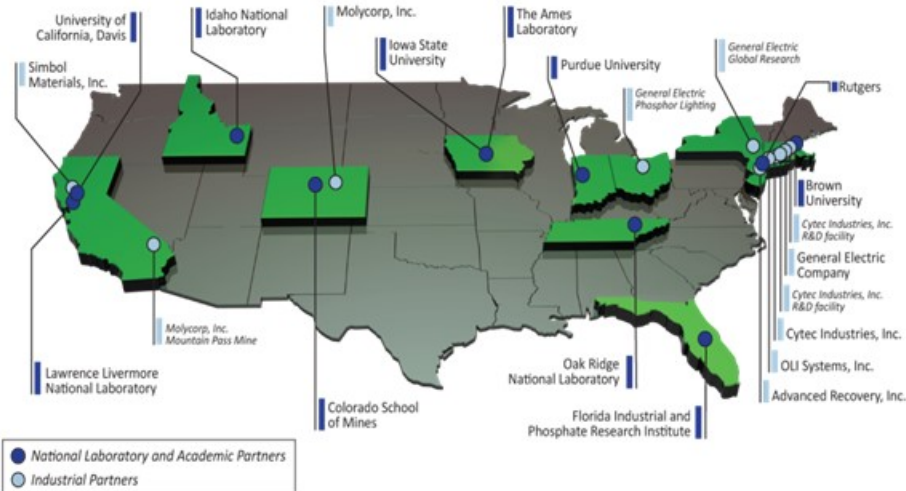 University of
California, Davis
Idaho National
Laboratory
Molycorp, Inc.
The Ames
Laboratory
Iowa State
University
Simbol
Materials, Inc.
Purdue University
General Electric
Global Research
General Electric
Phosphor Lighting
Rutgers
Brown
University
Cytec Industries, Inc.
R&D facility
General Electric
Company
Cytec Industries, Inc.
R&D facility
Cytec Industries, Inc.
OLI Systems, Inc.
Advanced Recovery, Inc.
Molycorp, Inc.
Mountain Pass Mine
Lawrence Livermore
National Laboratory
Colorado School
of Mines
Oak Ridge
National Laboratory
Florida Industrial and
Phosphate Research Institute
National Laboratory and Academic Partners
Industrial Partners